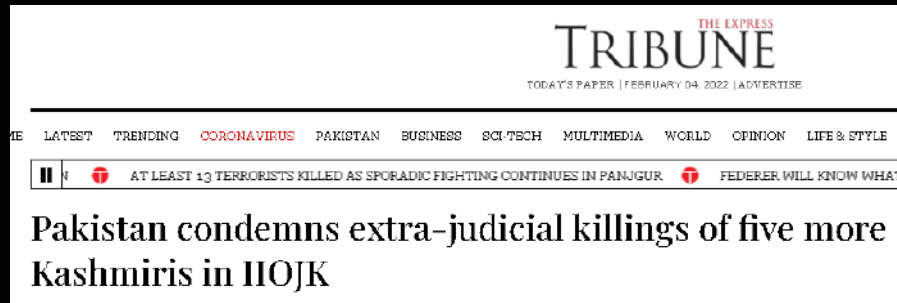 THE EXPRESS
TRIBUNE
TODAY'S PAPER | FEBRUARY 04, 2022 | ADVERTISE
LATEST TRENDING CORONAVIRUS PAKISTAN BUSINESS SCI-TECH MULTIMEDIA WORLD OPINION LIFE & STYLE
AT LEAST 13 TERRORISTS KILLED AS SPORADIC FIGHTING CONTINUES IN PANJGUR FEDERER WILL KNOW WHAT
Pakistan condemns extra-judicial killings of five more
Kashmiris in IIOJK